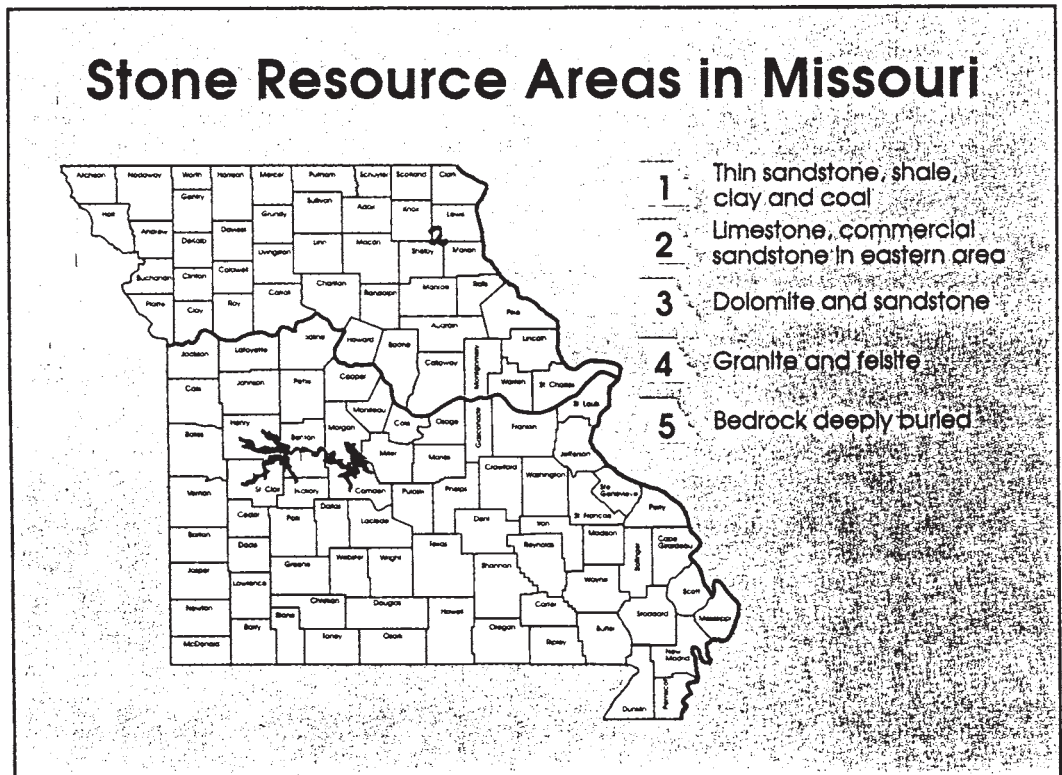 Stone Resource Areas in Missouri
1 Thin sandstone, shale,
clay and coal
2 Limestone, commercial
sandstone in eastern area
3 Dolomite and sandstone
4 Granite and felsite
5 Bedrock deeply buried
Atchison Nodaway Worth Harrison Mercer Putnam Schuyler Scotland Clark
Gentry Sullivan Adair Knox Lewis
Holt Andrew DeKalb Daviess Grundy Linn Macon Shelby Marion
Livingston
Buchanan Clinton Caldwell Chariton Randolph Monroe Ralls
Platte Clay Ray Carroll Audrain Pike
Saline Howard Boone Callaway Montgomery Lincoln
Jackson Lafayette Cooper Warren St Charles
Cass Johnson Pettis Moniteau St Louis
Bates Henry Benton Morgan Cole Osage Gasconade Franklin
Miller Maries Jefferson
Vernon St Clair Hickory Camden Pulaski Phelps Crawford Washington
Ste
Genevieve
Perry
St Francois
Cedar Polk Dallas Laclede Dent Iron Madison
Barton Dade Texas Reynolds Bollinger
Cape
Girardeau
Jasper Greene Webster Wright Shannon Wayne
Lawrence Scott
Newton Christian Douglas Howell Carter Stoddard Mississippi
Barry Stone Taney Ozark Oregon Ripley Butler
McDonald
New
Madrid
Dunklin Pemiscot